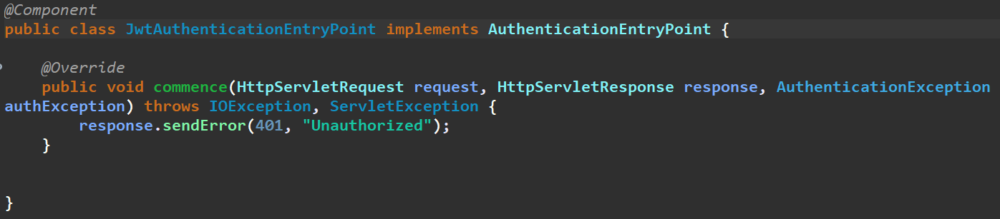 @Component
public class JwtAuthenticationEntryPoint implements AuthenticationEntryPoint {
@Override
public void commence(HttpServletRequest request, HttpServletResponse response, AuthenticationException
authException) throws IOException, ServletException {
response.sendError(401, "Unauthorized");
}
}